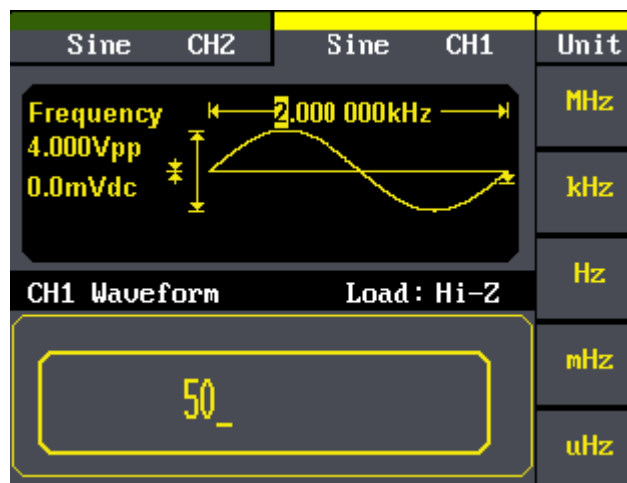 Sine CH2 Sine CH1 Unit
Frequency 2.000 000kHz
4.000Vpp
0.0mVdc
CH1 Waveform Load: Hi-Z
50_
MHz
kHz
Hz
mHz
uHz